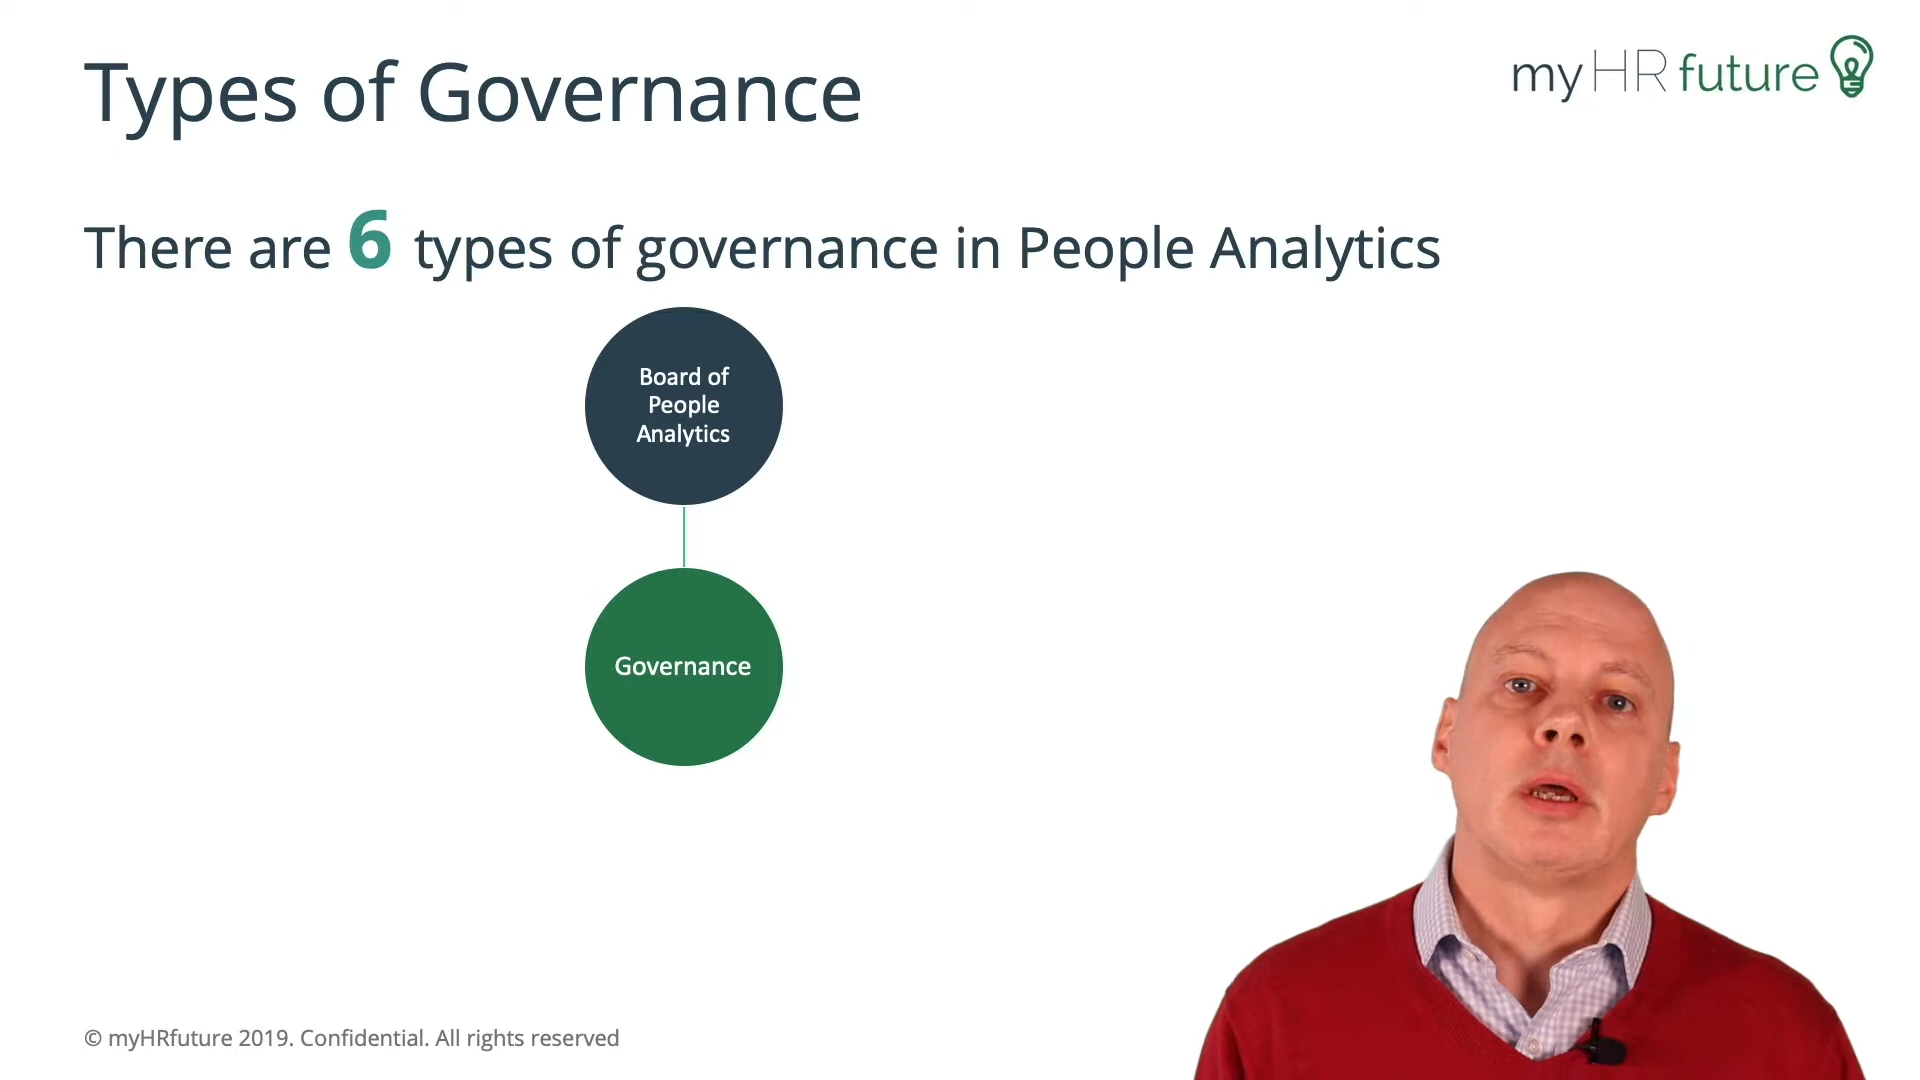 Types of Governance
my HR future
There are 6 types of governance in People Analytics
Board of
People
Analytics
Governance
© myHRfuture 2019. Confidential. All rights reserved